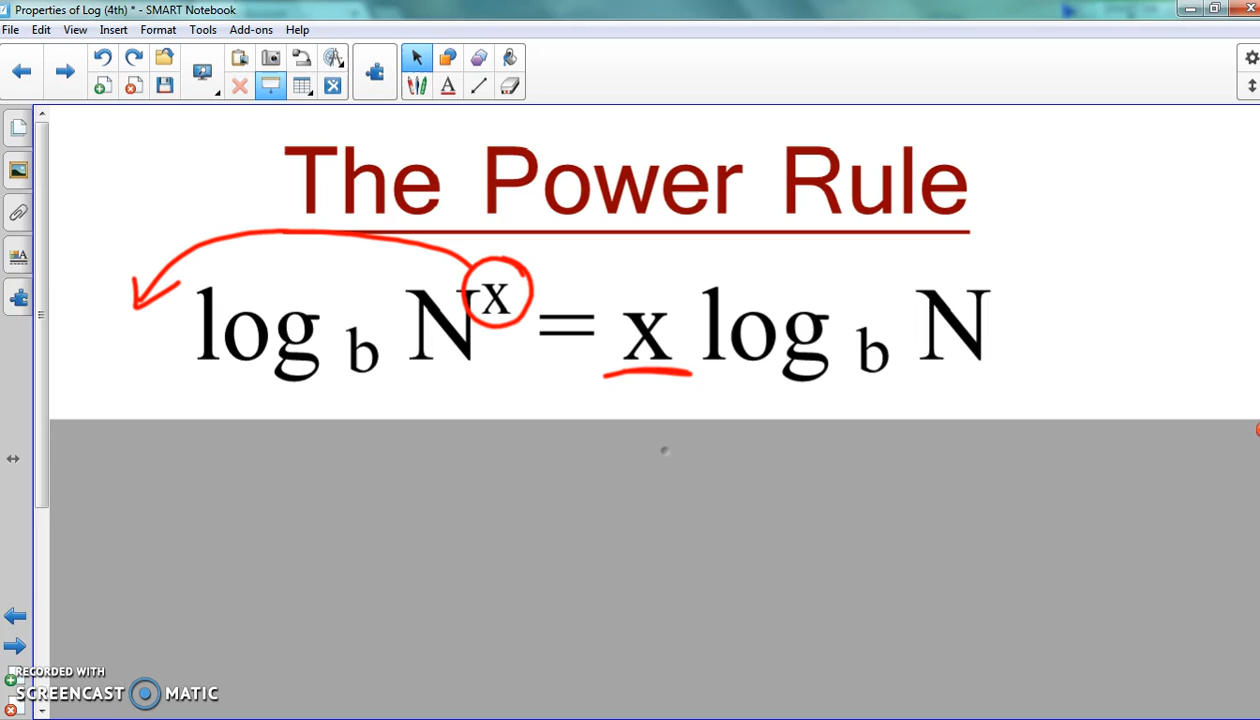 Properties of Log (4th) * - SMART Notebook
File Edit View Insert Format Tools Add-ons Help
The Power Rule
log b Nˣ = x log b N
RECORDED WITH
SCREENCAST MATIC